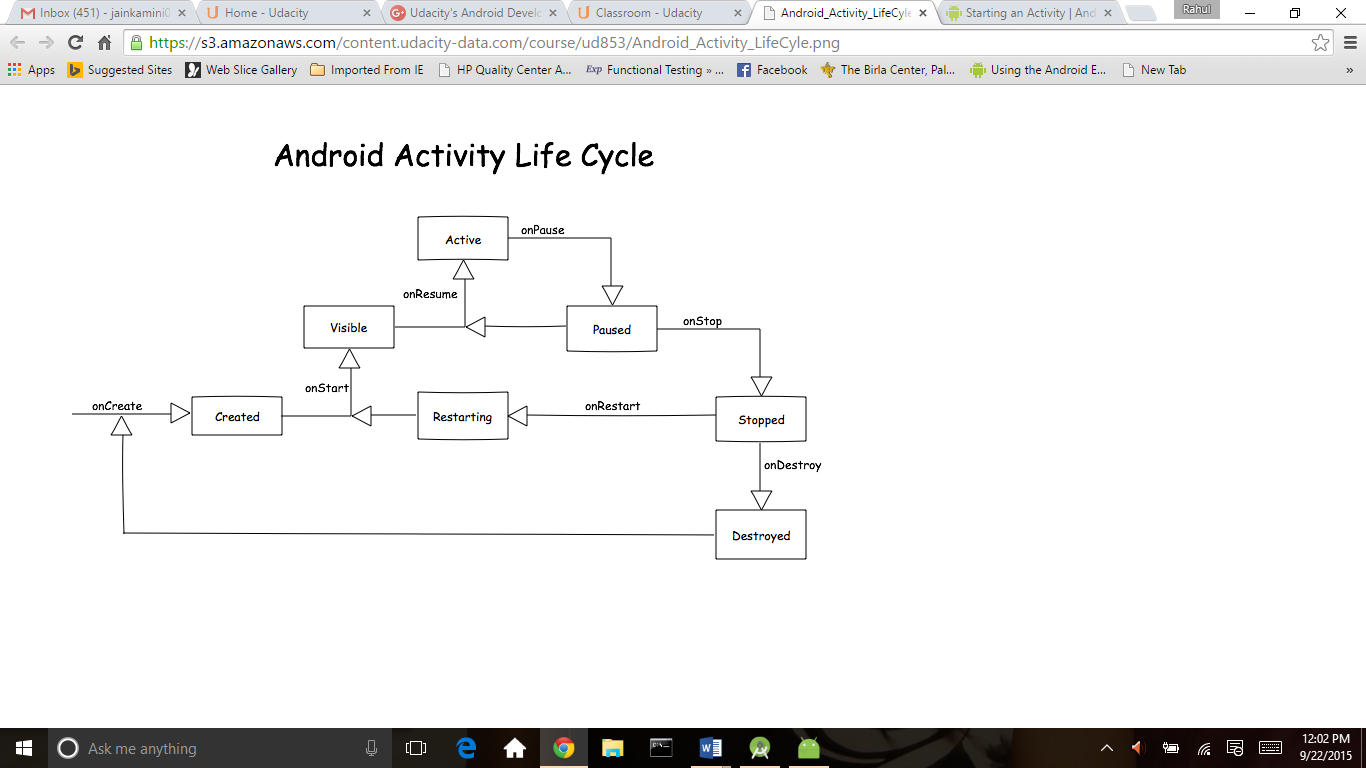 Inbox (451) - jainkamini0
Home - Udacity
Udacity's Android Develo
Classroom - Udacity
Android_Activity_LifeCyle
Starting an Activity | And
Rahul
https://s3.amazonaws.com/content.udacity-data.com/course/ud853/Android_Activity_LifeCyle.png
Apps
Suggested Sites
Web Slice Gallery
Imported From IE
HP Quality Center A...
Exp
Functional Testing » ...
Facebook
The Birla Center, Pal...
Using the Android E...
New Tab
»
Android Activity Life Cycle
Active
onPause
onResume
Visible
Paused
onStop
onStart
onCreate
Created
Restarting
onRestart
Stopped
onDestroy
Destroyed
Ask me anything
12:02 PM
9/22/2015